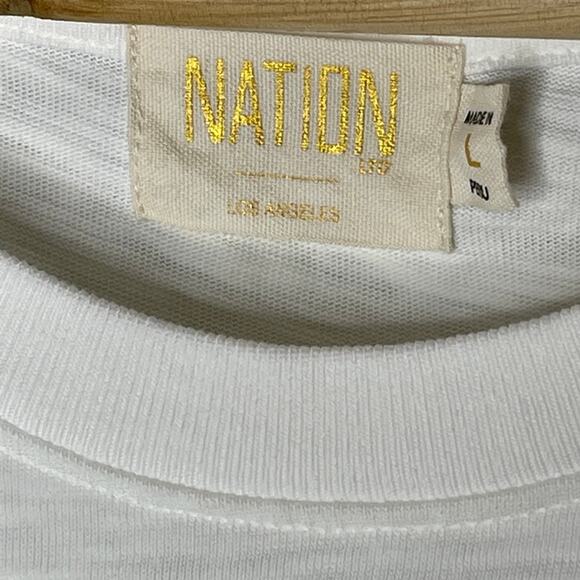 NATION
LTD
LOS ANGELES
MADE IN
L
PERU